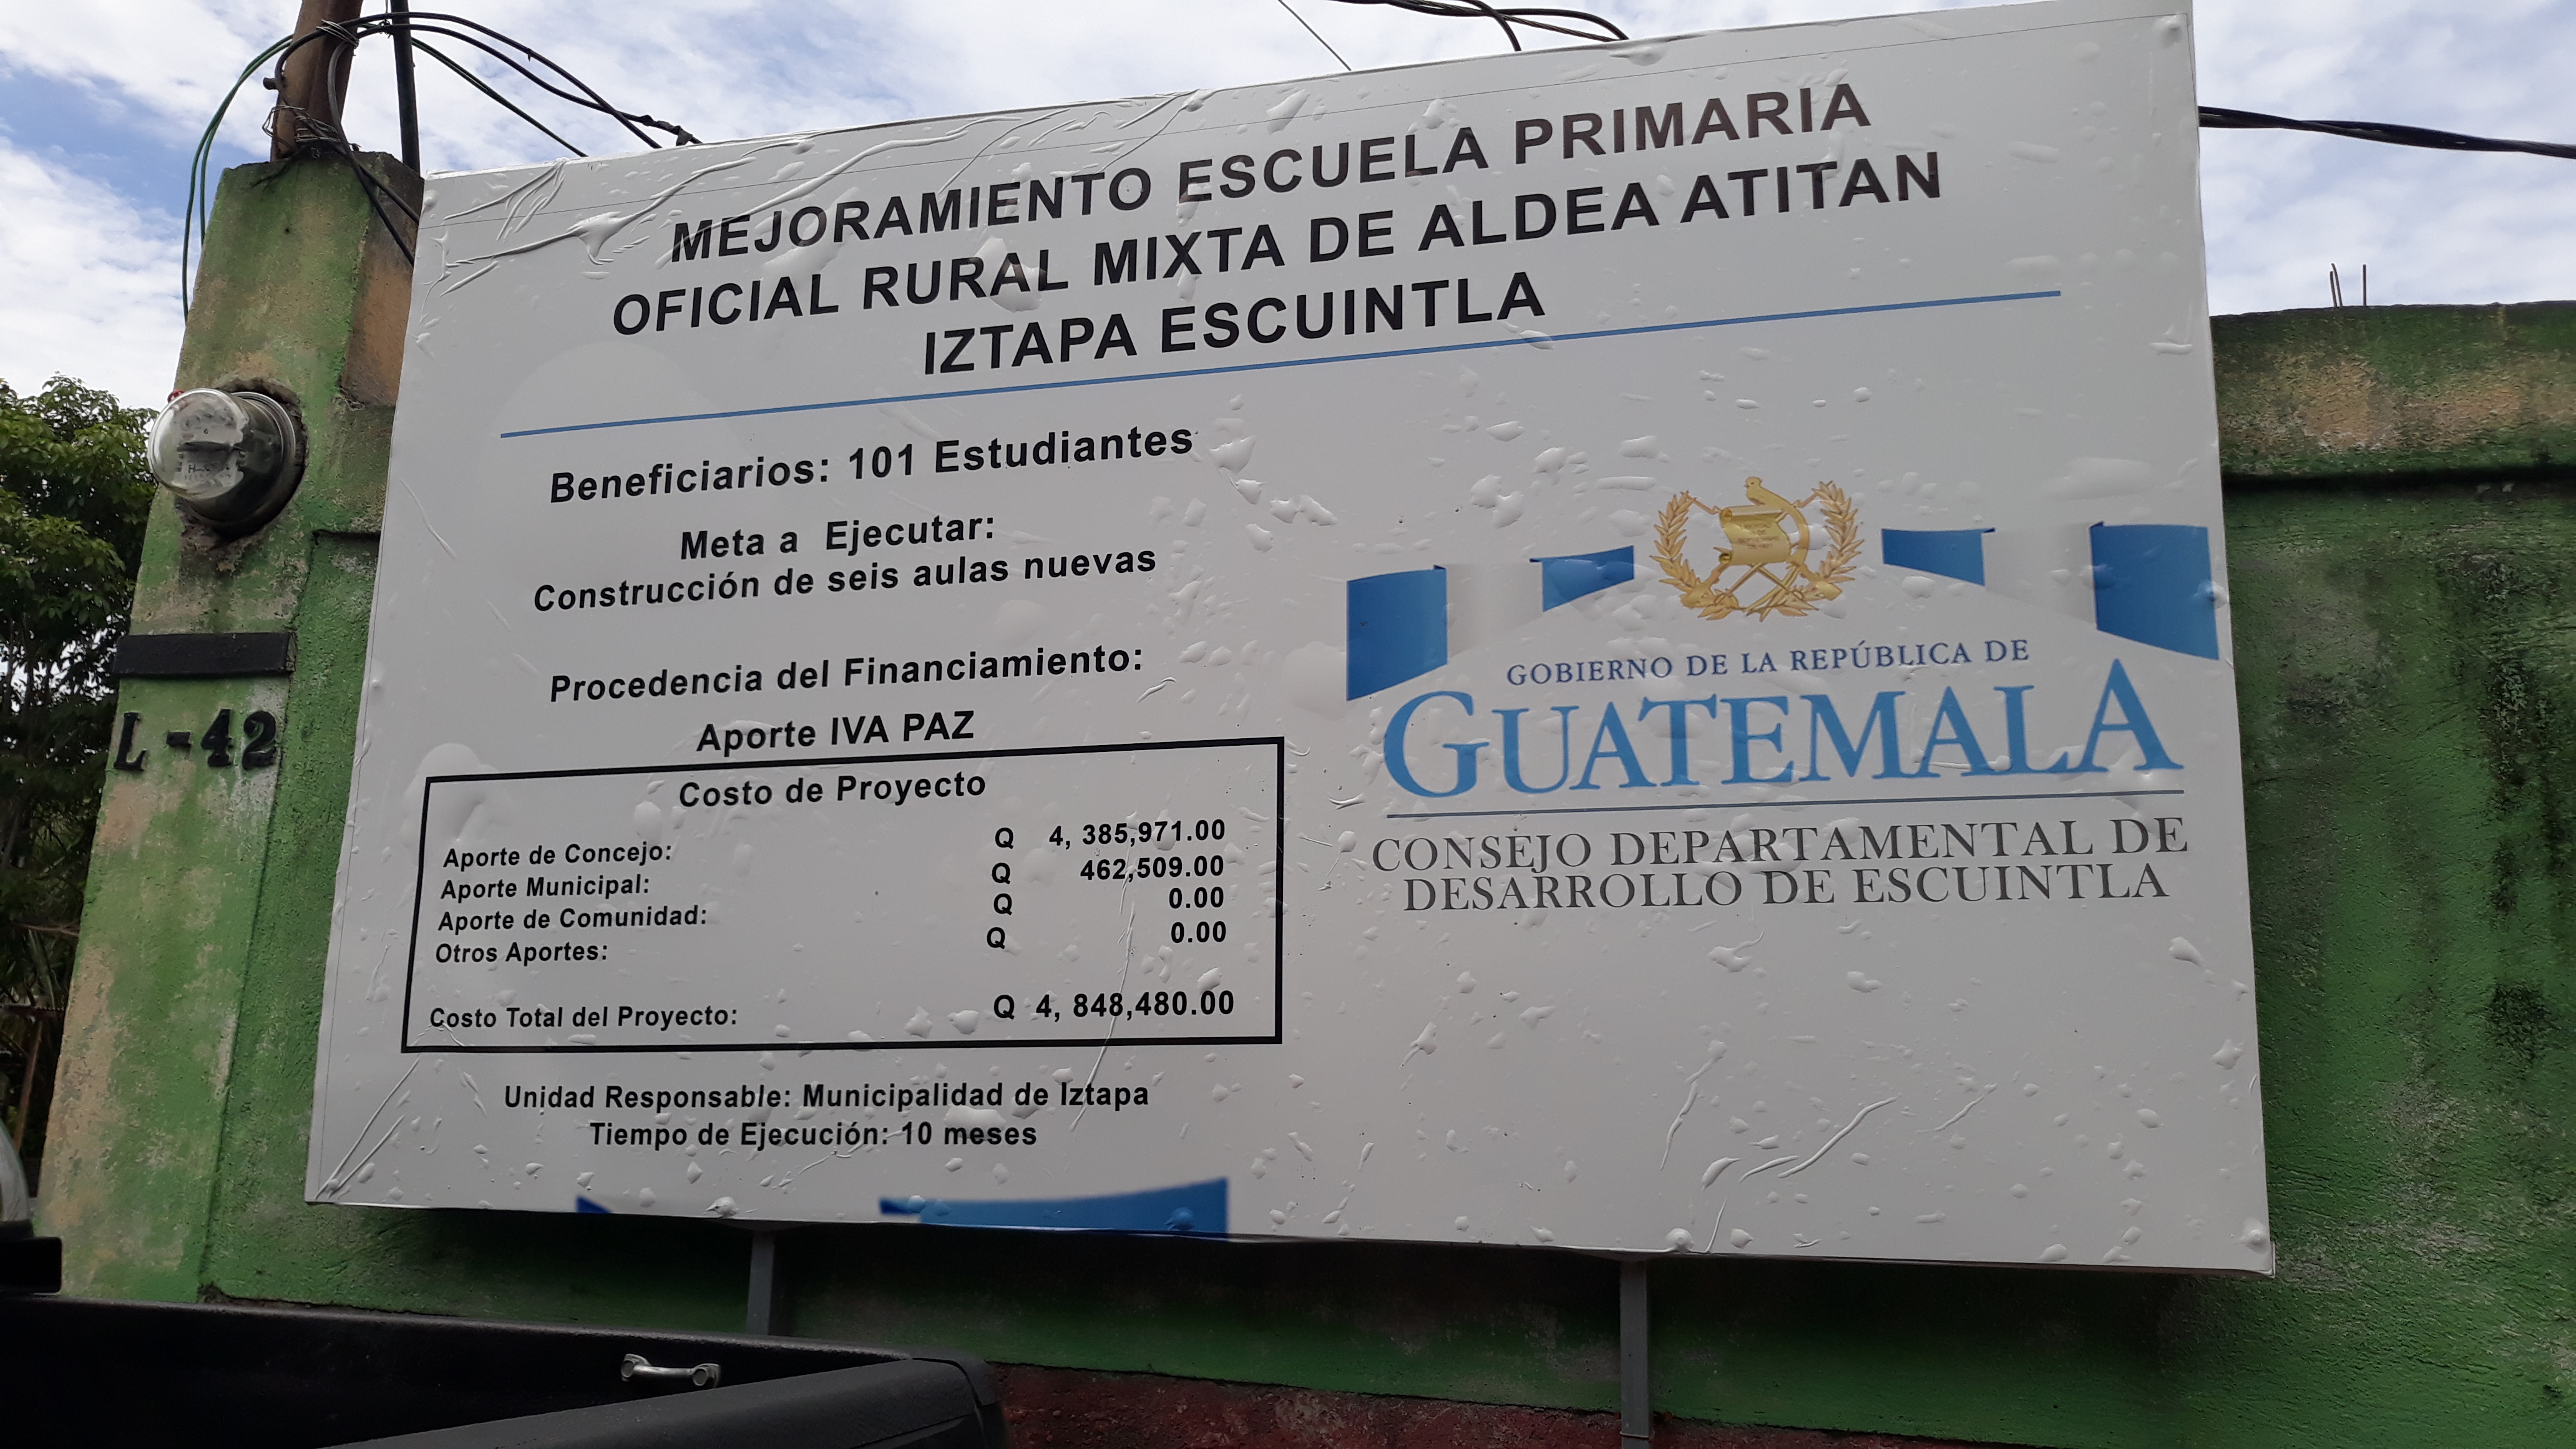 MEJORAMIENTO ESCUELA PRIMARIA
OFICIAL RURAL MIXTA DE ALDEA ATITAN
IZTAPA ESCUINTLA
Beneficiarios: 101 Estudiantes
Meta a Ejecutar:
Construcción de seis aulas nuevas
Procedencia del Financiamiento:
Aporte IVA PAZ
Costo de Proyecto
Aporte de Concejo: Q 4, 385,971.00
Aporte Municipal: Q 462,509.00
Aporte de Comunidad: Q 0.00
Otros Aportes: Q 0.00
Costo Total del Proyecto: Q 4, 848,480.00
Unidad Responsable: Municipalidad de Iztapa
Tiempo de Ejecución: 10 meses
GOBIERNO DE LA REPÚBLICA DE
GUATEMALA
CONSEJO DEPARTAMENTAL DE
DESARROLLO DE ESCUINTLA
L-42